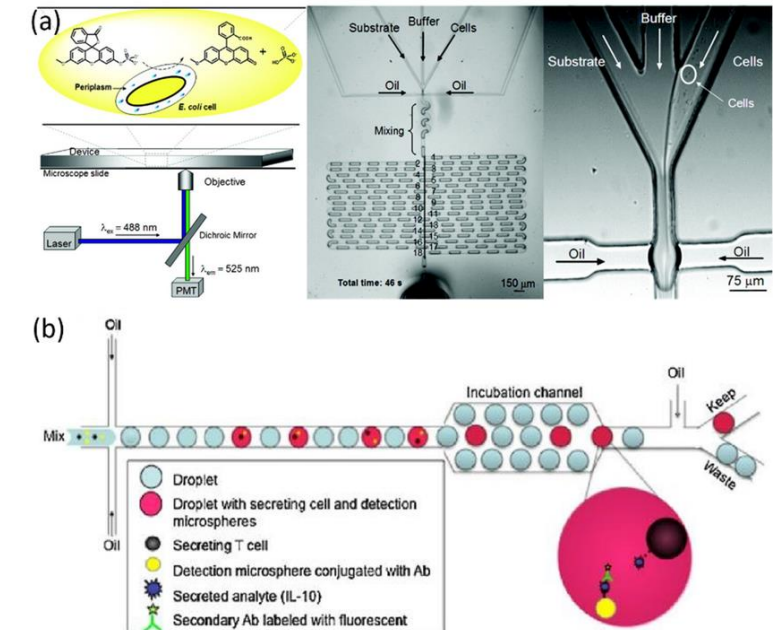 (a)
Periplasm
E. coli cell
Device
Microscope slide
Objective
λex = 488 nm
Laser
Dichroic Mirror
λem = 525 nm
PMT
Substrate
Buffer
Cells
Oil
Oil
Mixing
Total time: 46 s
150 μm
Buffer
Substrate
Cells
Cells
Oil
Oil
75 μm
(b)
Oil
Mix
Oil
Incubation channel
Oil
Keep
Waste
Droplet
Droplet with secreting cell and detection
microspheres
Secreting T cell
Detection microsphere conjugated with Ab
Secreted analyte (IL-10)
Secondary Ab labeled with fluorescent